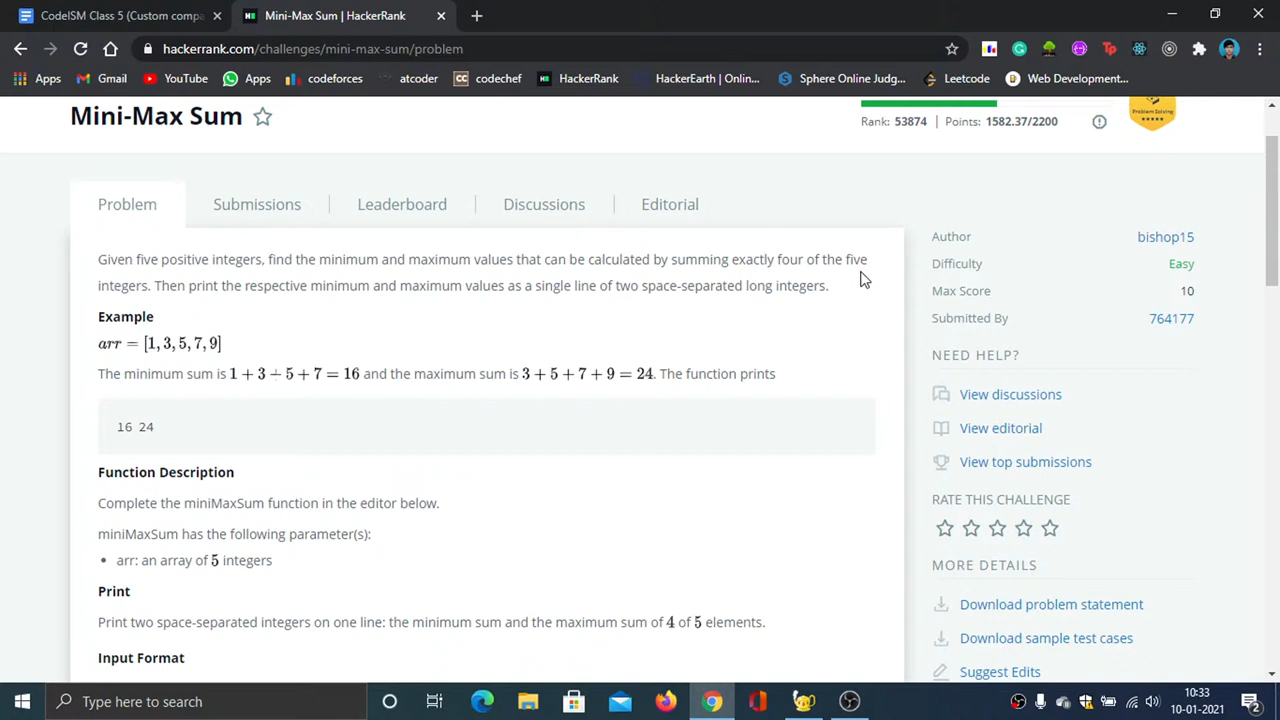 CodeISM Class 5 (Custom compa
Mini-Max Sum | HackerRank
hackerrank.com/challenges/mini-max-sum/problem
Apps Gmail YouTube Apps codeforces atcoder codechef HackerRank HackerEarth | Onlin... Sphere Online Judg... Leetcode Web Development...
Mini-Max Sum
Problem Solving
Rank: 53874 | Points: 1582.37/2200
Problem Submissions Leaderboard Discussions Editorial
Given five positive integers, find the minimum and maximum values that can be calculated by summing exactly four of the five
integers. Then print the respective minimum and maximum values as a single line of two space-separated long integers.
Example
arr = [1, 3, 5, 7, 9]
The minimum sum is 1 + 3 + 5 + 7 = 16 and the maximum sum is 3 + 5 + 7 + 9 = 24. The function prints
16 24
Function Description
Complete the miniMaxSum function in the editor below.
miniMaxSum has the following parameter(s):
• arr: an array of 5 integers
Print
Print two space-separated integers on one line: the minimum sum and the maximum sum of 4 of 5 elements.
Input Format
Author bishop15
Difficulty Easy
Max Score 10
Submitted By 764177
NEED HELP?
View discussions
View editorial
View top submissions
RATE THIS CHALLENGE
MORE DETAILS
Download problem statement
Download sample test cases
Suggest Edits
Type here to search
10:33
10-01-2021
2